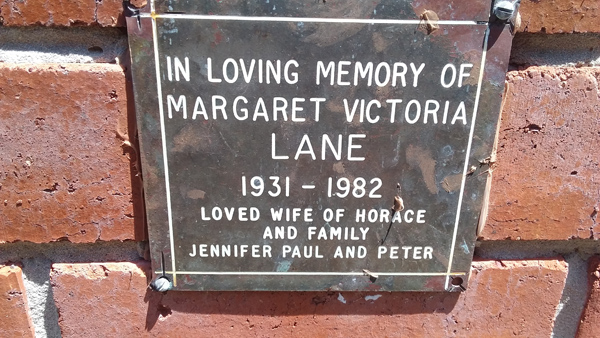 IN LOVING MEMORY OF
MARGARET VICTORIA
LANE
1931 - 1982
LOVED WIFE OF HORACE
AND FAMILY
JENNIFER PAUL AND PETER